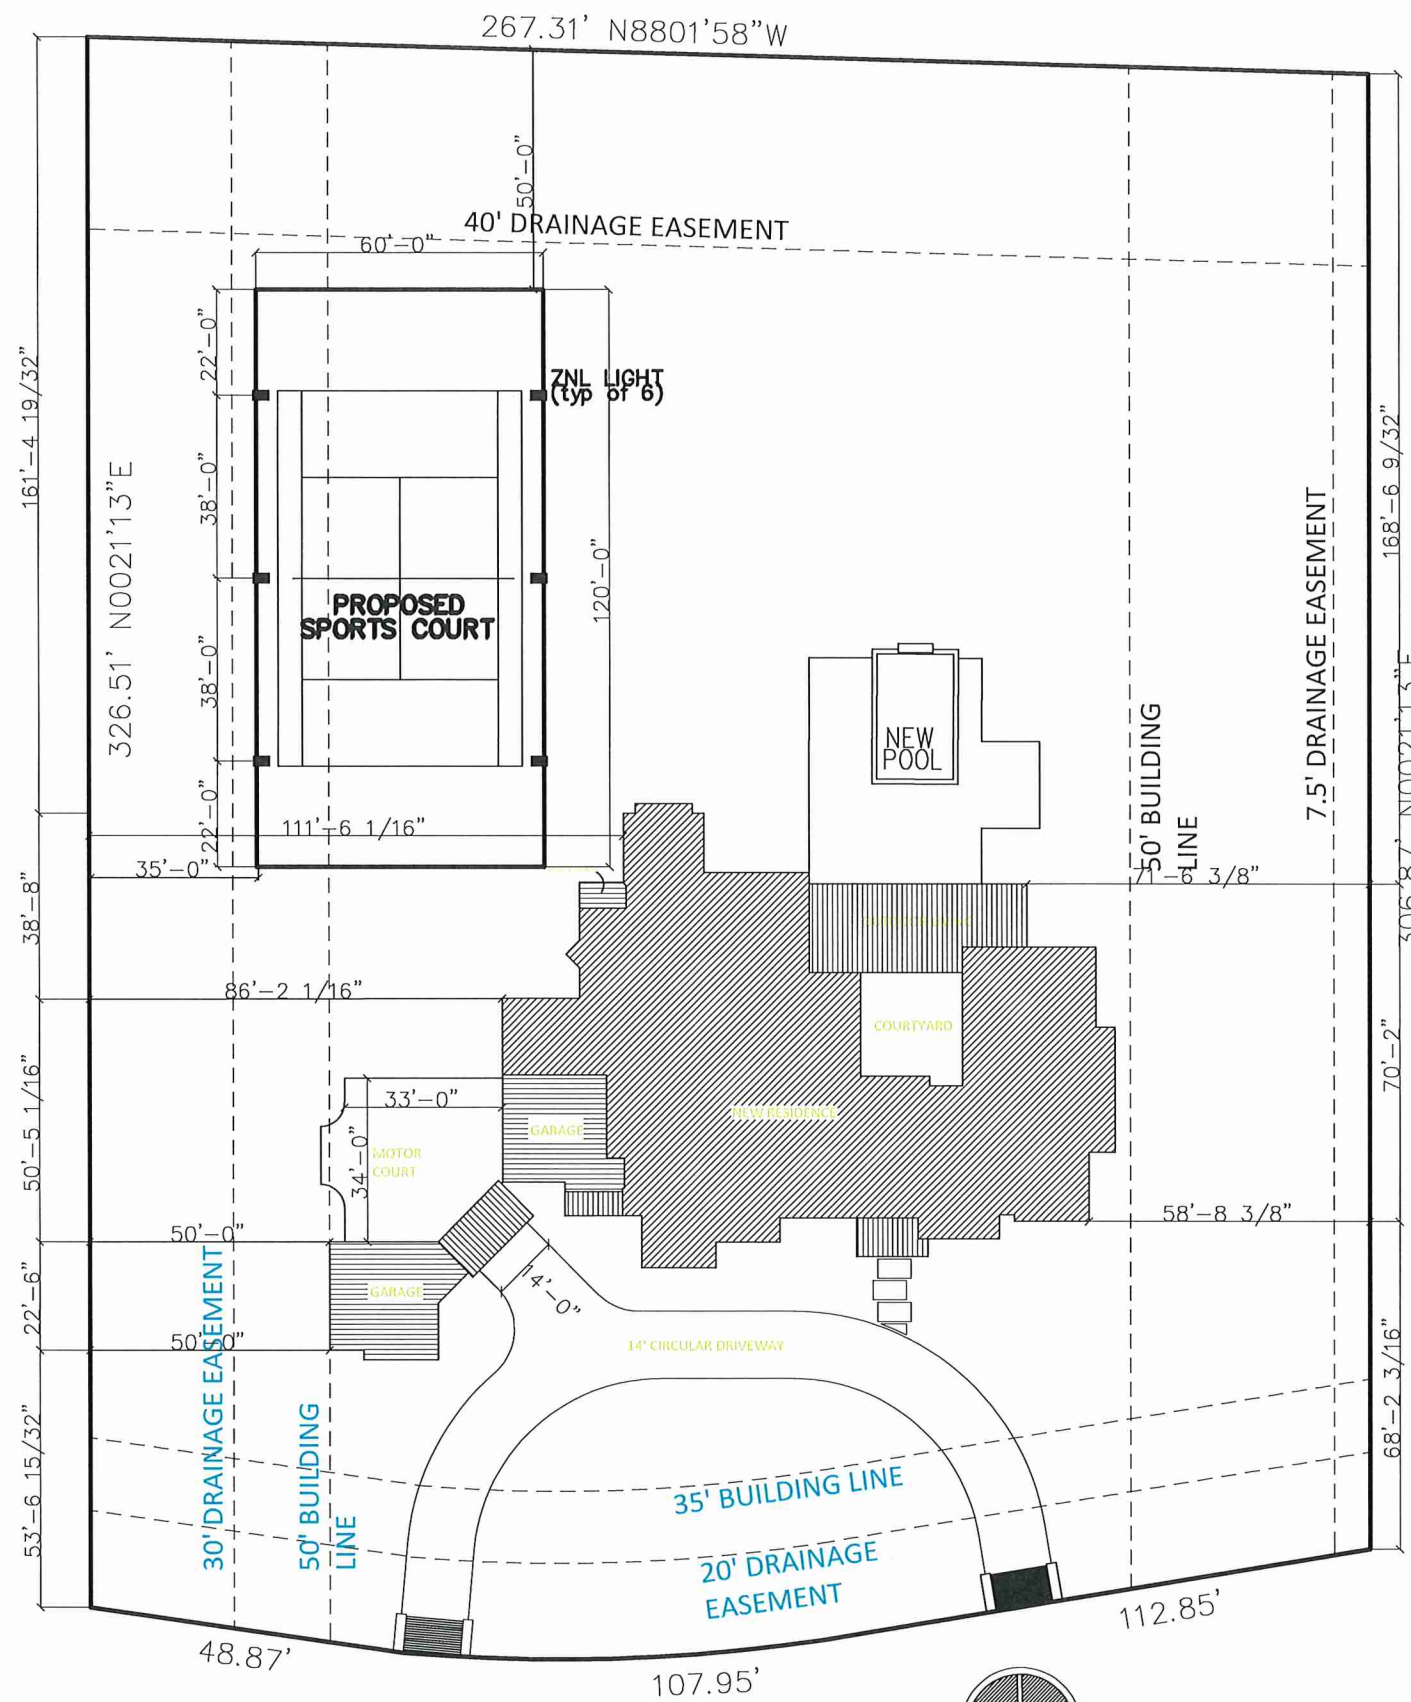 267.31' N8801'58"W
50'-0"
40' DRAINAGE EASEMENT
60'-0"
22'-0"
161'-4 19/32"
ZNL LIGHT
(typ of 6)
168'-6 9/32"
38'-0"
326.51' N0021'13"E
7.5' DRAINAGE EASEMENT
120'-0"
PROPOSED
SPORTS COURT
38'-0"
306.87' N0021'13"E
NEW
POOL
50' BUILDING
LINE
22'-0"
111'-6 1/16"
35'-0"
71'-6 3/8"
38'-8"
86'-2 1/16"
COURTYARD
70'-2"
50'-5 1/16"
33'-0"
NEW RESIDENCE
GARAGE
34'-0"
MOTOR
COURT
58'-8 3/8"
50'-0"
22'-6"
GARAGE
14'-0"
50'-0"
14' CIRCULAR DRIVEWAY
68'-2 3/16"
30' DRAINAGE EASEMENT
50' BUILDING
LINE
53'-6 15/32"
35' BUILDING LINE
20' DRAINAGE
EASEMENT
112.85'
48.87'
107.95'